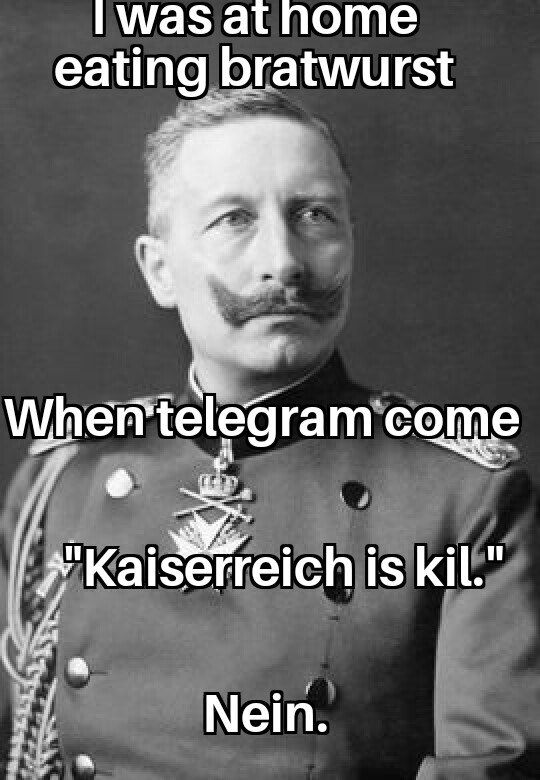 I was at home
eating bratwurst
When telegram come
"Kaiserreich is kil."
Nein.